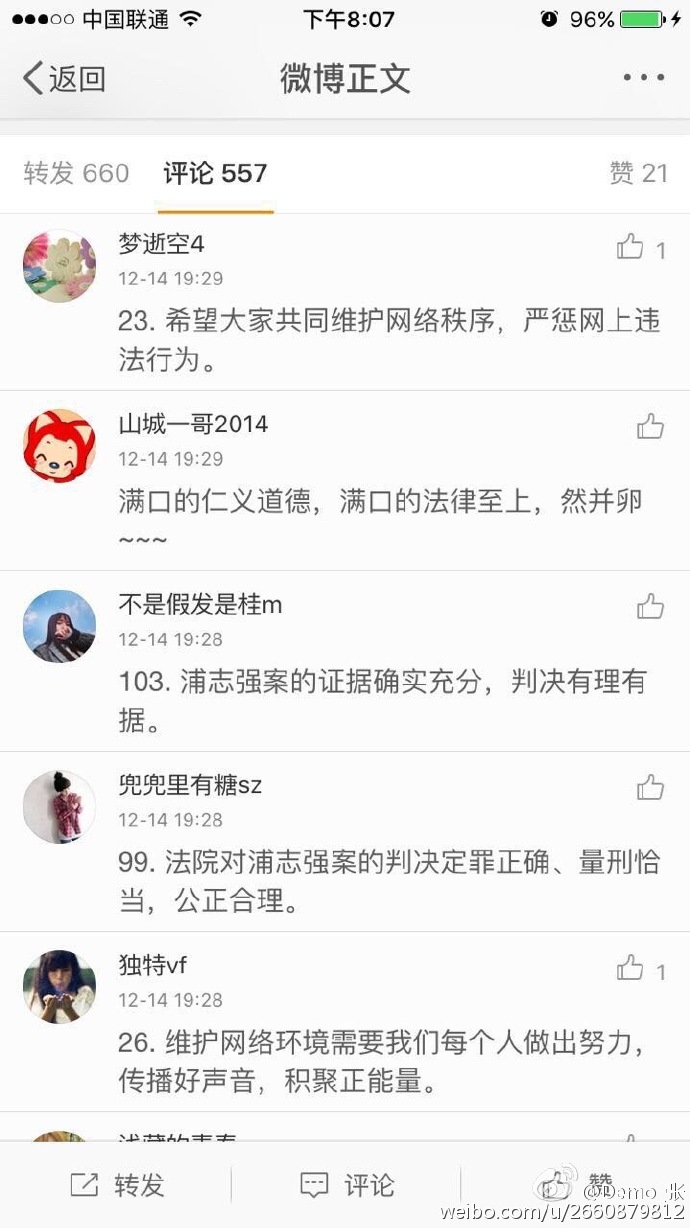 中国联通 下午8:07 96%
返回 微博正文
转发 660 评论 557 赞 21
梦逝空4
1
12-14 19:29
23. 希望大家共同维护网络秩序，严惩网上违
法行为。
山城一哥2014
12-14 19:29
满口的仁义道德，满口的法律至上，然并卵
~~~
不是假发是桂m
12-14 19:28
103. 浦志强案的证据确实充分，判决有理有
据。
兜兜里有糖sz
12-14 19:28
99. 法院对浦志强案的判决定罪正确、量刑恰
当，公正合理。
独特vf
1
12-14 19:28
26. 维护网络环境需要我们每个人做出努力，
传播好声音，积聚正能量。
转发 评论 赞
@Demo_张
weibo.com/u/2660879812